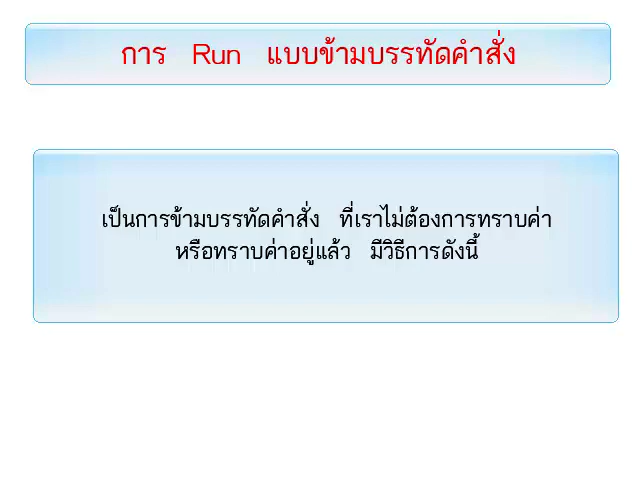 การ Run แบบข้ามบรรทัดคำสั่ง
เป็นการข้ามบรรทัดคำสั่ง ที่เราไม่ต้องการทราบค่า
หรือทราบค่าอยู่แล้ว มีวิธีการดังนี้